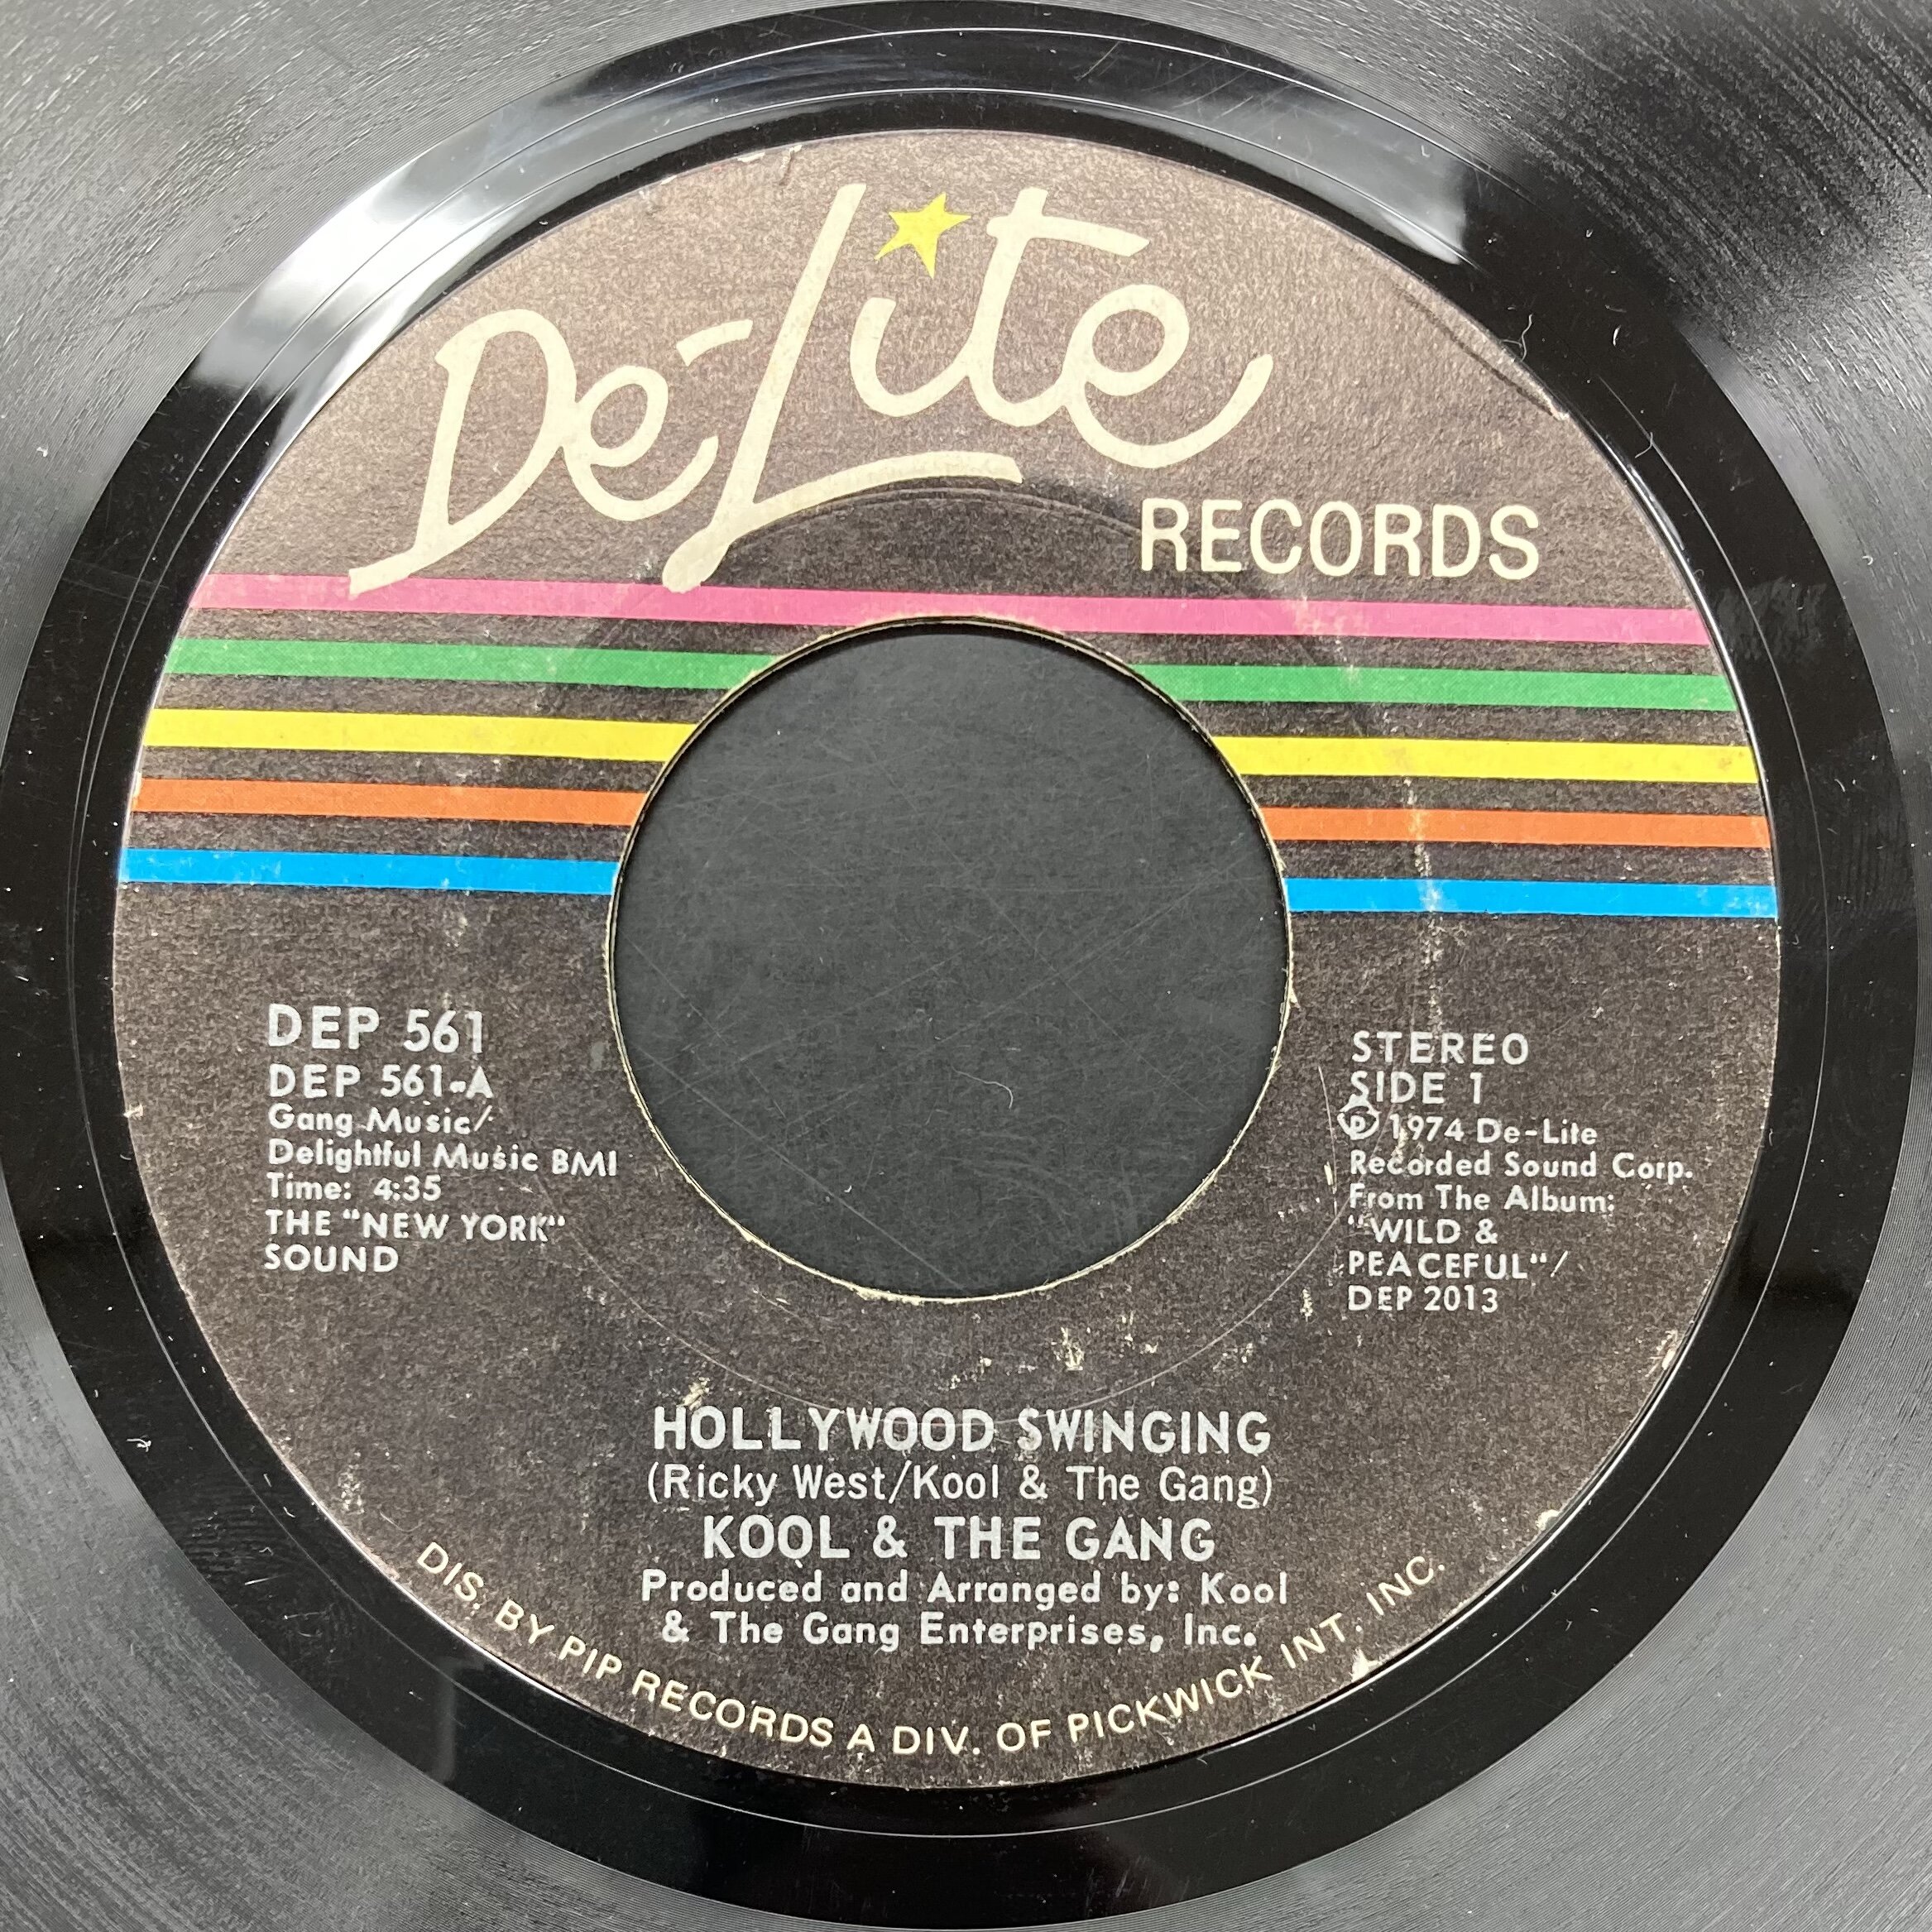 De-Lite
RECORDS
DEP 561
DEP 561-A
Gang Music/
Delightful Music BMI
Time: 4:35
THE "NEW YORK"
SOUND
STEREO
SIDE 1
℗ 1974 De-Lite
Recorded Sound Corp.
From The Album:
"WILD &
PEACEFUL"/
DEP 2013
HOLLYWOOD SWINGING
(Ricky West/Kool & The Gang)
KOOL & THE GANG
Produced and Arranged by: Kool
& The Gang Enterprises, Inc.
DIS. BY PIP RECORDS A DIV. OF PICKWICK INT. INC.